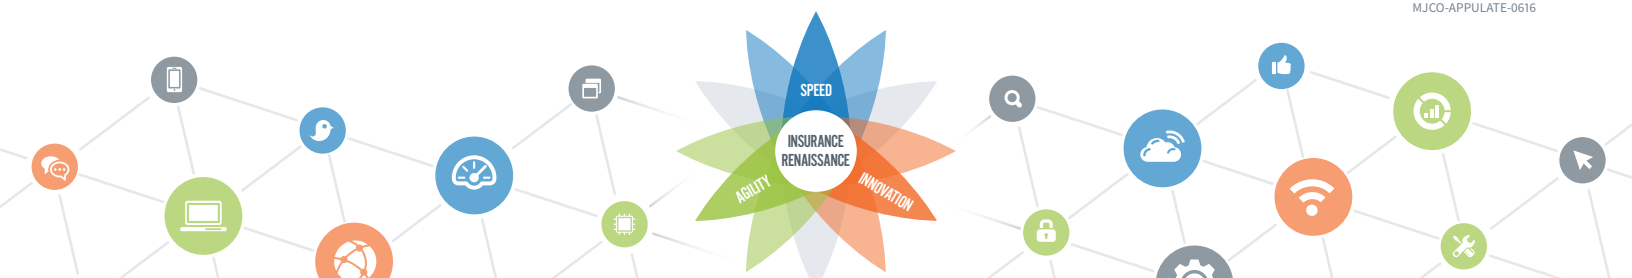 MJCO-APPULATE-0616
SPEED
INSURANCE
RENAISSANCE
AGILITY
INNOVATION